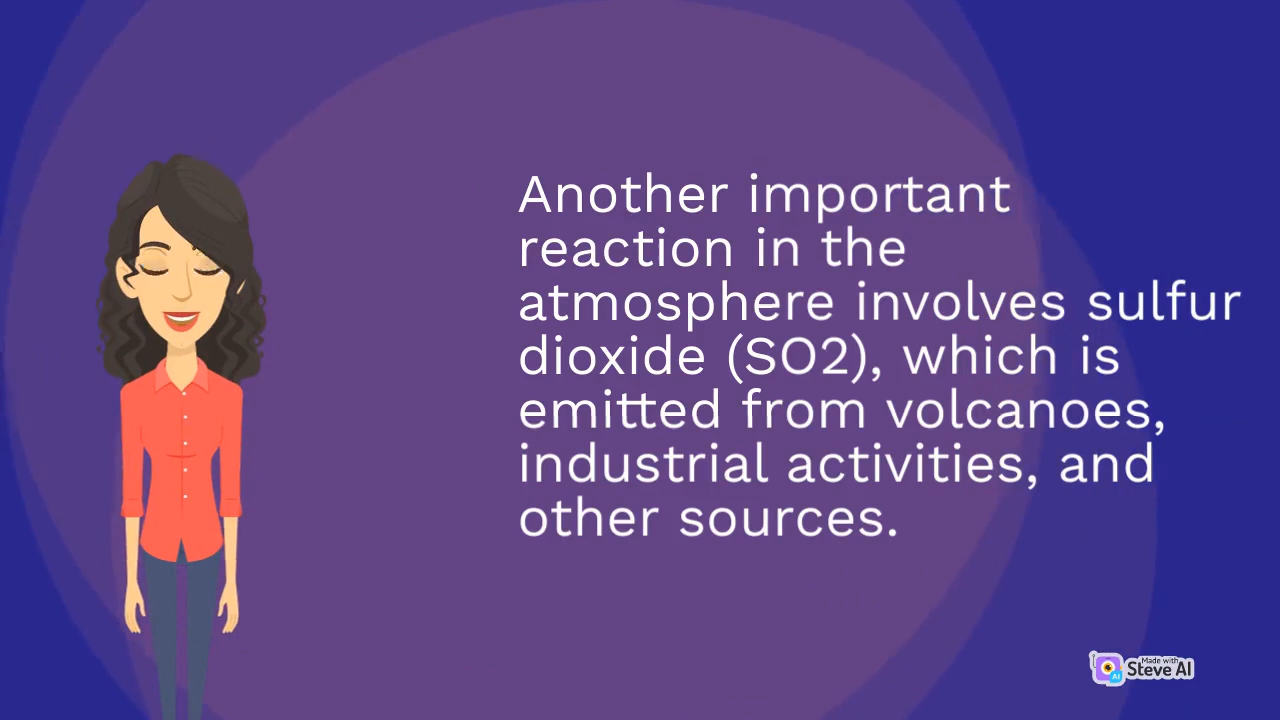 Another important
reaction in the
atmosphere involves sulfur
dioxide (SO2), which is
emitted from volcanoes,
industrial activities, and
other sources.
Made with
Steve AI
AI